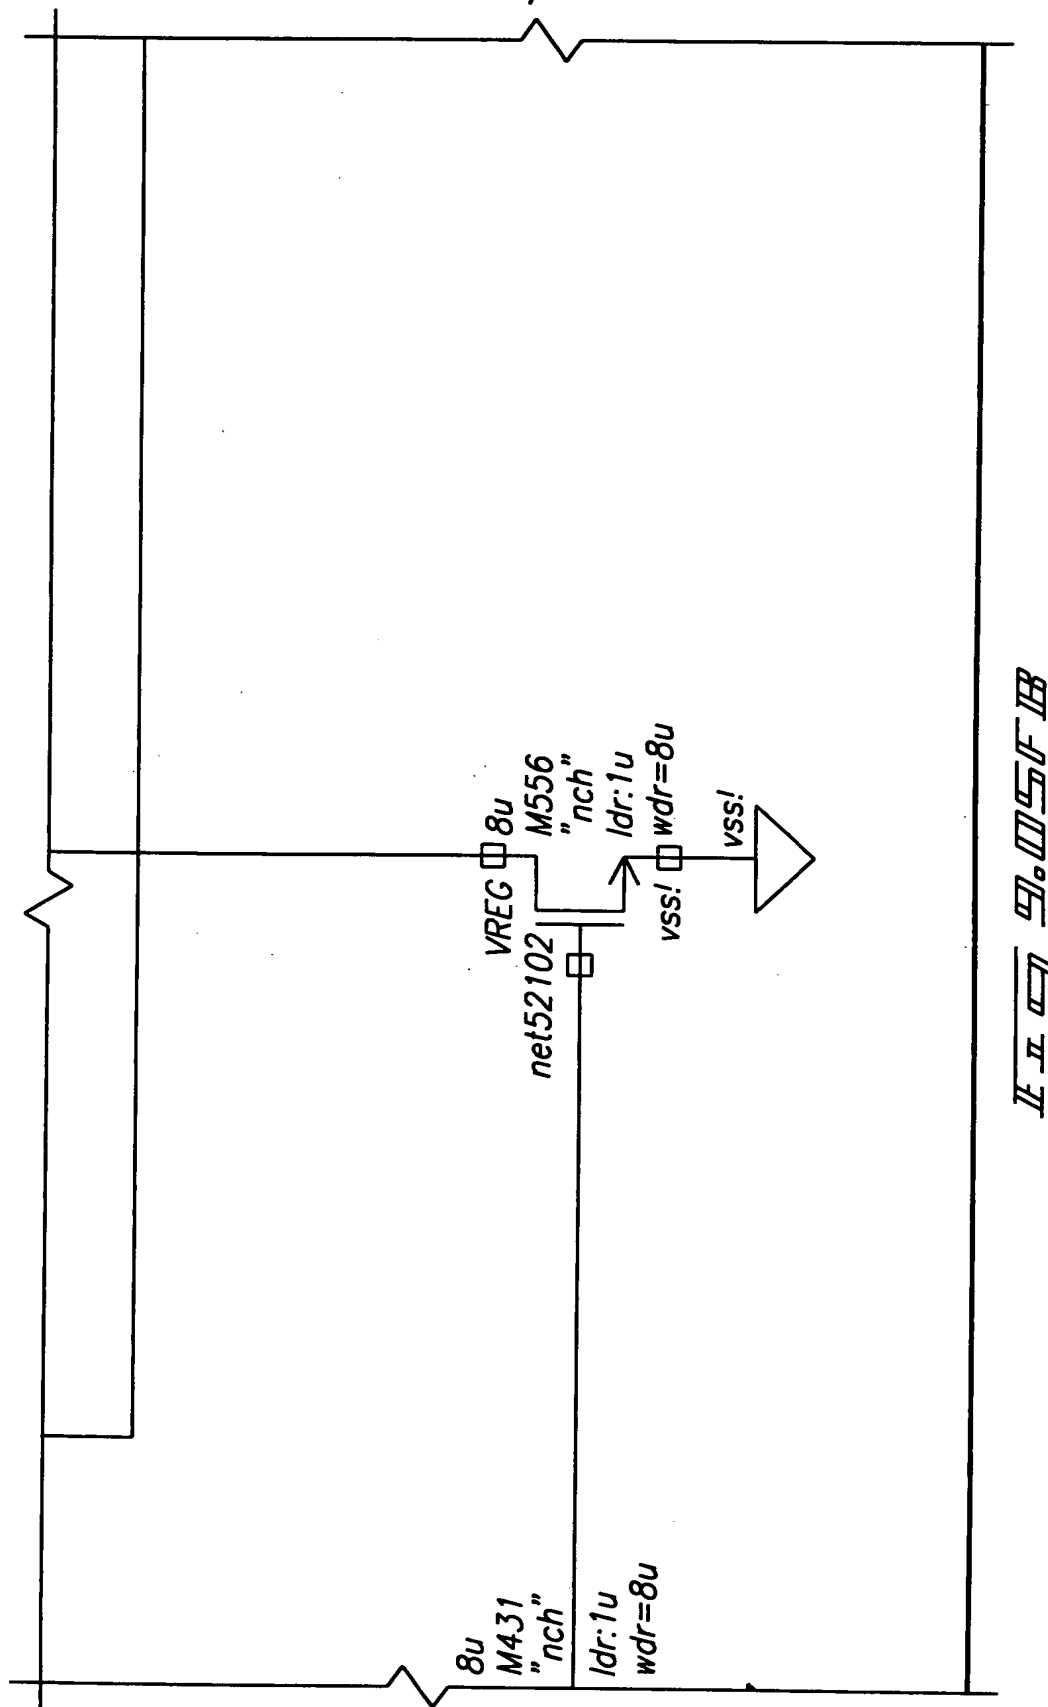 8u
M431
"nch"
ldr:1u
wdr=8u
VREG
8u
M556
"nch"
net52102
ldr:1u
wdr=8u
vss!
vss!
FIG 9.05FB